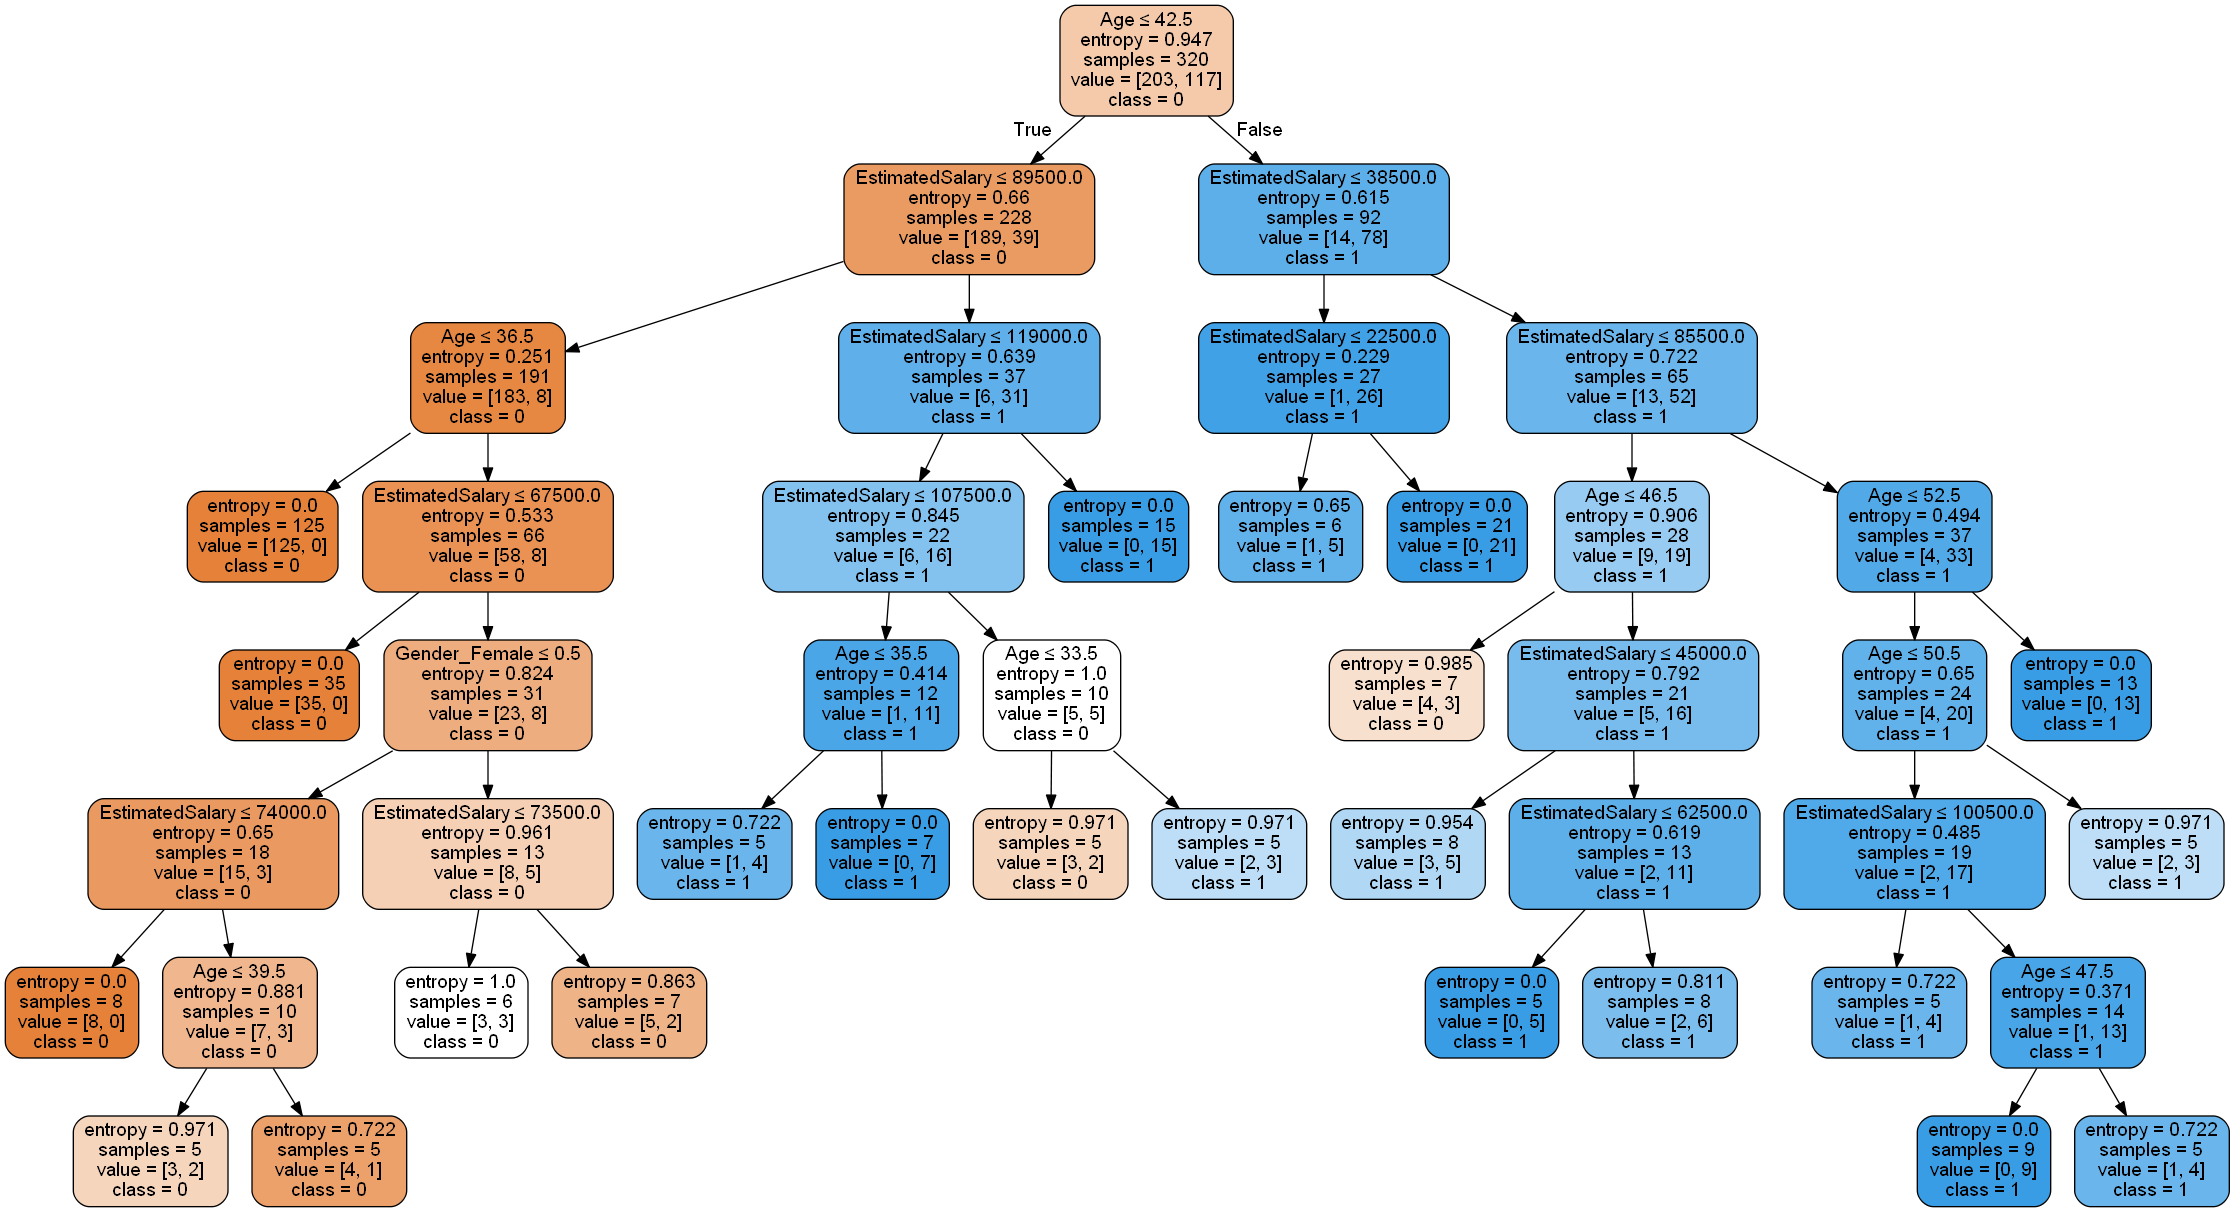 Age ≤ 42.5
entropy = 0.947
samples = 320
value = [203, 117]
class = 0
True
False
EstimatedSalary ≤ 89500.0
entropy = 0.66
samples = 228
value = [189, 39]
class = 0
EstimatedSalary ≤ 38500.0
entropy = 0.615
samples = 92
value = [14, 78]
class = 1
Age ≤ 36.5
entropy = 0.251
samples = 191
value = [183, 8]
class = 0
EstimatedSalary ≤ 119000.0
entropy = 0.639
samples = 37
value = [6, 31]
class = 1
EstimatedSalary ≤ 22500.0
entropy = 0.229
samples = 27
value = [1, 26]
class = 1
EstimatedSalary ≤ 85500.0
entropy = 0.722
samples = 65
value = [13, 52]
class = 1
entropy = 0.0
samples = 125
value = [125, 0]
class = 0
EstimatedSalary ≤ 67500.0
entropy = 0.533
samples = 66
value = [58, 8]
class = 0
EstimatedSalary ≤ 107500.0
entropy = 0.845
samples = 22
value = [6, 16]
class = 1
entropy = 0.0
samples = 15
value = [0, 15]
class = 1
entropy = 0.65
samples = 6
value = [1, 5]
class = 1
entropy = 0.0
samples = 21
value = [0, 21]
class = 1
Age ≤ 46.5
entropy = 0.906
samples = 28
value = [9, 19]
class = 1
Age ≤ 52.5
entropy = 0.494
samples = 37
value = [4, 33]
class = 1
entropy = 0.0
samples = 35
value = [35, 0]
class = 0
Gender_Female ≤ 0.5
entropy = 0.824
samples = 31
value = [23, 8]
class = 0
Age ≤ 35.5
entropy = 0.414
samples = 12
value = [1, 11]
class = 1
Age ≤ 33.5
entropy = 1.0
samples = 10
value = [5, 5]
class = 0
entropy = 0.985
samples = 7
value = [4, 3]
class = 0
EstimatedSalary ≤ 45000.0
entropy = 0.792
samples = 21
value = [5, 16]
class = 1
Age ≤ 50.5
entropy = 0.65
samples = 24
value = [4, 20]
class = 1
entropy = 0.0
samples = 13
value = [0, 13]
class = 1
EstimatedSalary ≤ 74000.0
entropy = 0.65
samples = 18
value = [15, 3]
class = 0
EstimatedSalary ≤ 73500.0
entropy = 0.961
samples = 13
value = [8, 5]
class = 0
entropy = 0.722
samples = 5
value = [1, 4]
class = 1
entropy = 0.0
samples = 7
value = [0, 7]
class = 1
entropy = 0.971
samples = 5
value = [3, 2]
class = 0
entropy = 0.971
samples = 5
value = [2, 3]
class = 1
entropy = 0.954
samples = 8
value = [3, 5]
class = 1
EstimatedSalary ≤ 62500.0
entropy = 0.619
samples = 13
value = [2, 11]
class = 1
EstimatedSalary ≤ 100500.0
entropy = 0.485
samples = 19
value = [2, 17]
class = 1
entropy = 0.971
samples = 5
value = [2, 3]
class = 1
entropy = 0.0
samples = 8
value = [8, 0]
class = 0
Age ≤ 39.5
entropy = 0.881
samples = 10
value = [7, 3]
class = 0
entropy = 1.0
samples = 6
value = [3, 3]
class = 0
entropy = 0.863
samples = 7
value = [5, 2]
class = 0
entropy = 0.0
samples = 5
value = [0, 5]
class = 1
entropy = 0.811
samples = 8
value = [2, 6]
class = 1
entropy = 0.722
samples = 5
value = [1, 4]
class = 1
Age ≤ 47.5
entropy = 0.371
samples = 14
value = [1, 13]
class = 1
entropy = 0.971
samples = 5
value = [3, 2]
class = 0
entropy = 0.722
samples = 5
value = [4, 1]
class = 0
entropy = 0.0
samples = 9
value = [0, 9]
class = 1
entropy = 0.722
samples = 5
value = [1, 4]
class = 1